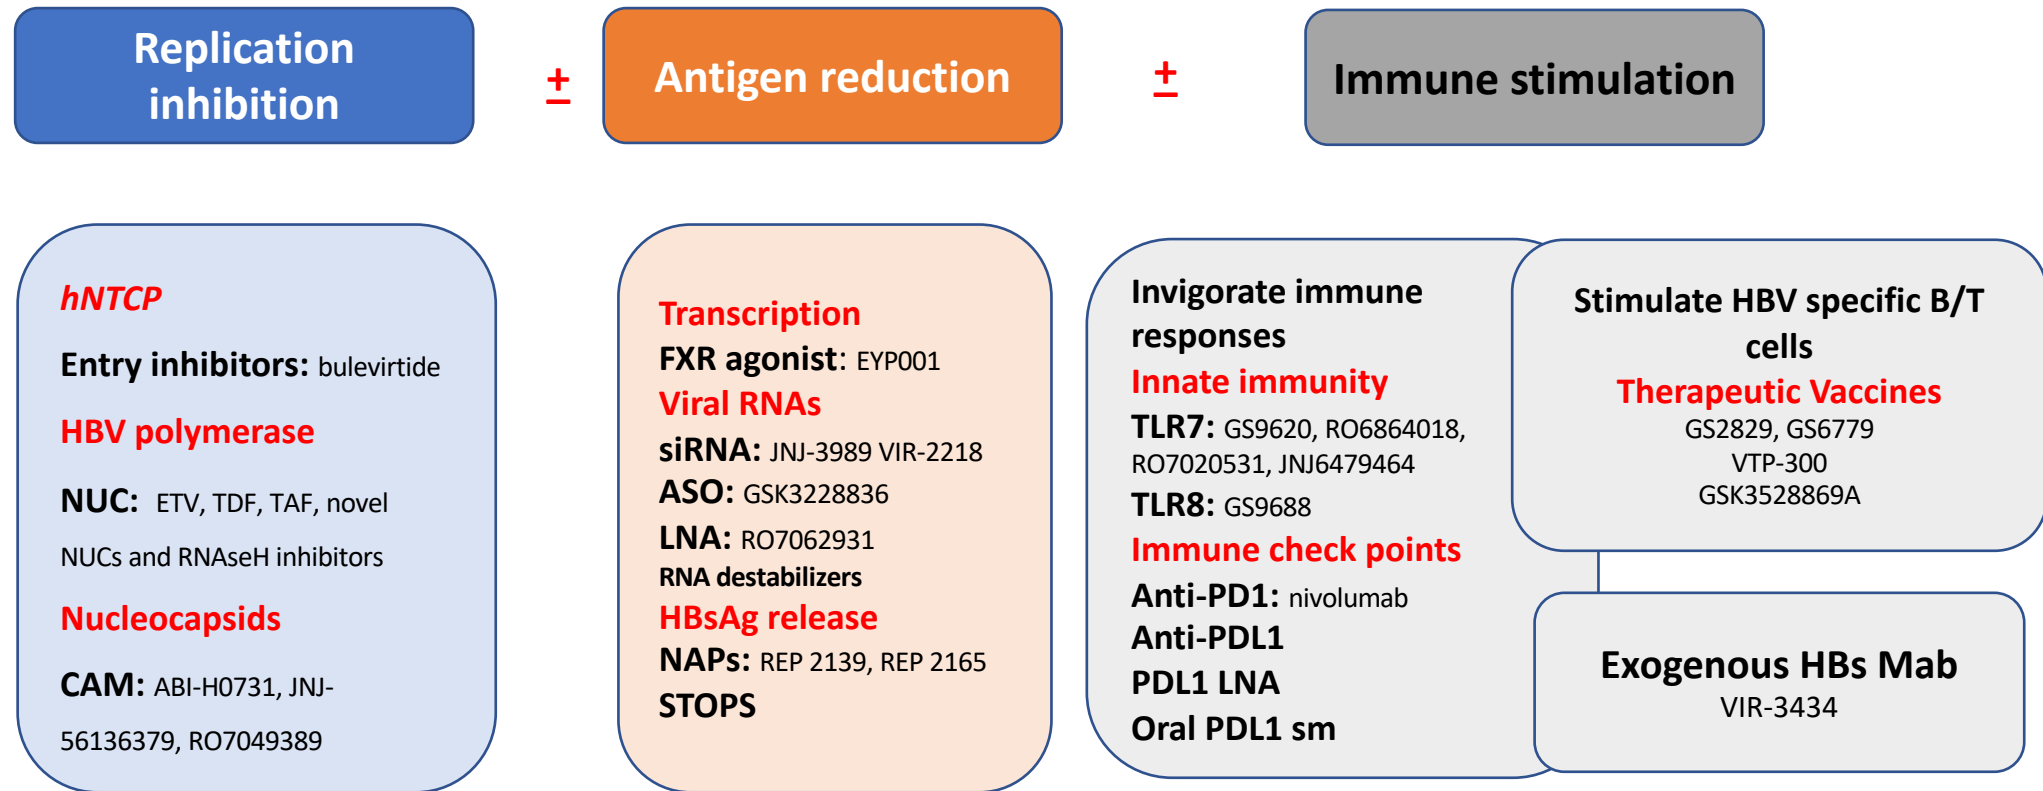 Replication
inhibition
±
Antigen reduction
±
Immune stimulation
hNTCP
Entry inhibitors: bulevirtide
HBV polymerase
NUC: ETV, TDF, TAF, novel
NUCs and RNAseH inhibitors
Nucleocapsids
CAM: ABI-H0731, JNJ-
56136379, RO7049389
Transcription
FXR agonist: EYP001
Viral RNAs
siRNA: JNJ-3989 VIR-2218
ASO: GSK3228836
LNA: RO7062931
RNA destabilizers
HBsAg release
NAPs: REP 2139, REP 2165
STOPS
Invigorate immune
responses
Innate immunity
TLR7: GS9620, RO6864018,
RO7020531, JNJ6479464
TLR8: GS9688
Immune check points
Anti-PD1: nivolumab
Anti-PDL1
PDL1 LNA
Oral PDL1 sm
Stimulate HBV specific B/T
cells
Therapeutic Vaccines
GS2829, GS6779
VTP-300
GSK3528869A
Exogenous HBs Mab
VIR-3434